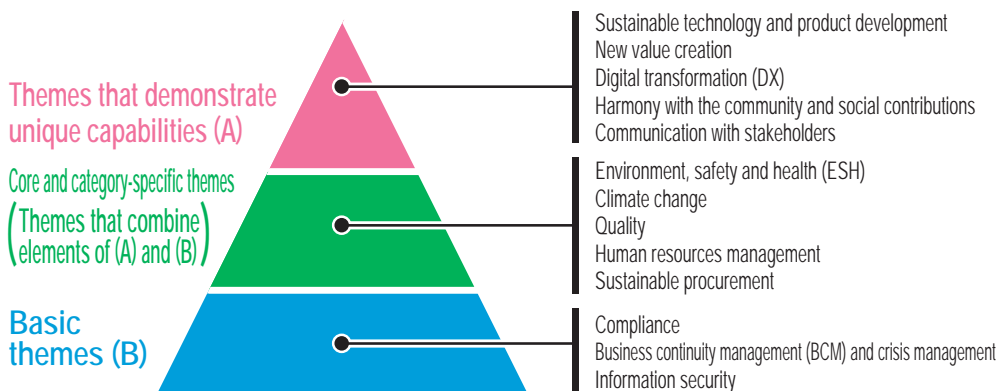 Themes that demonstrate
unique capabilities (A)
Sustainable technology and product development
New value creation
Digital transformation (DX)
Harmony with the community and social contributions
Communication with stakeholders
Core and category-specific themes
(Themes that combine
elements of (A) and (B))
Environment, safety and health (ESH)
Climate change
Quality
Human resources management
Sustainable procurement
Basic
themes (B)
Compliance
Business continuity management (BCM) and crisis management
Information security